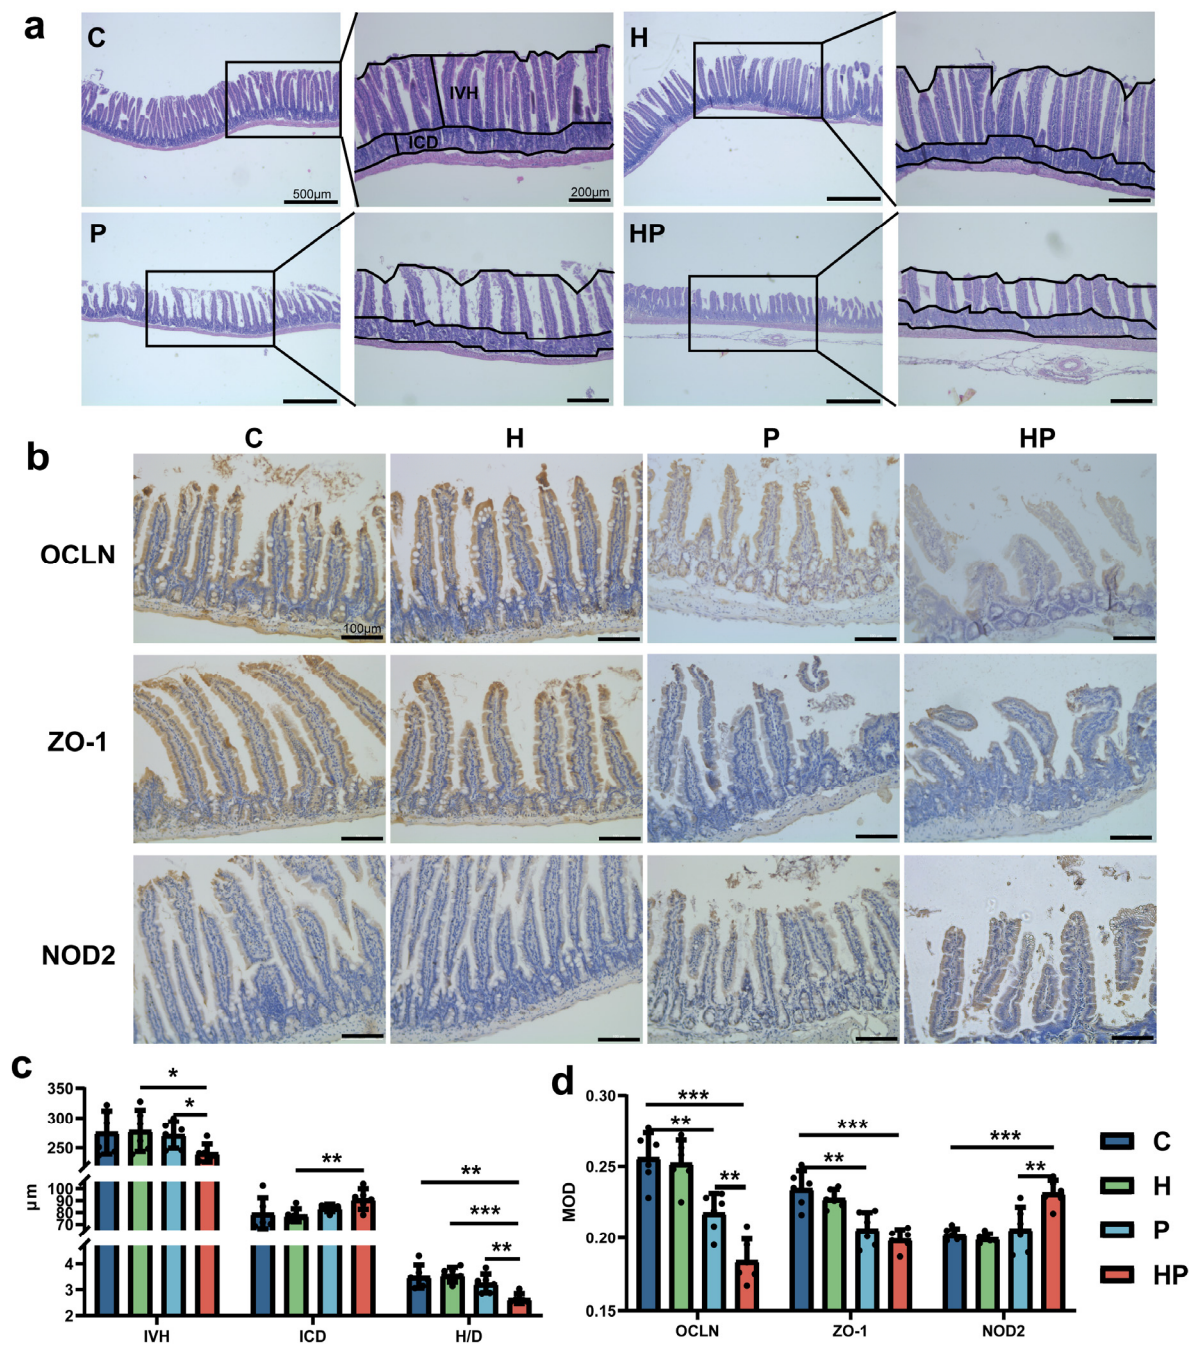 a
C
IVH
ICD
500μm
200μm
H
P
HP
b
C H P HP
OCLN
100μm
ZO-1
NOD2
c
μm
350
300
250
100
90
80
70
4
3
2
*
*
**
**
***
**
IVH ICD H/D
d
MOD
0.30
0.25
0.20
0.15
***
**
**
***
**
***
**
OCLN ZO-1 NOD2
C
H
P
HP